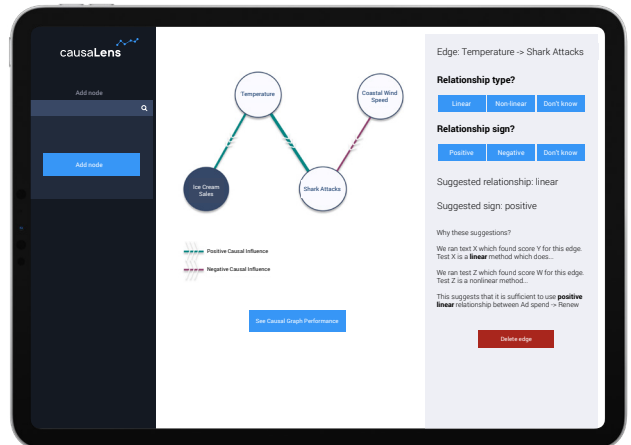 causaLens
Add node
Add node
Temperature
Coastal Wind
Speed
Ice Cream
Sales
Shark Attacks
Positive Causal Influence
Negative Causal Influence
See Causal Graph Performance
Edge: Temperature -> Shark Attacks
Relationship type?
Linear
Non-linear
Don't know
Relationship sign?
Positive
Negative
Don't know
Suggested relationship: linear
Suggested sign: positive
Why these suggestions?
We ran text X which found score Y for this edge.
Test X is a linear method which does...
We ran test Z which found score W for this edge.
Test Z is a nonlinear method...
This suggests that it is sufficient to use positive
linear relationship between Ad spend -> Renew
Delete edge